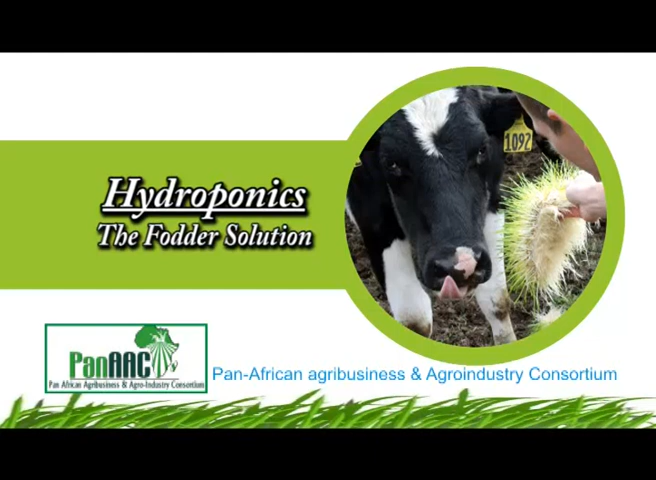 Hydroponics
The Fodder Solution
1092
PanAAC
Pan African Agribusiness & Agro-Industry Consortium
Pan-African agribusiness & Agroindustry Consortium